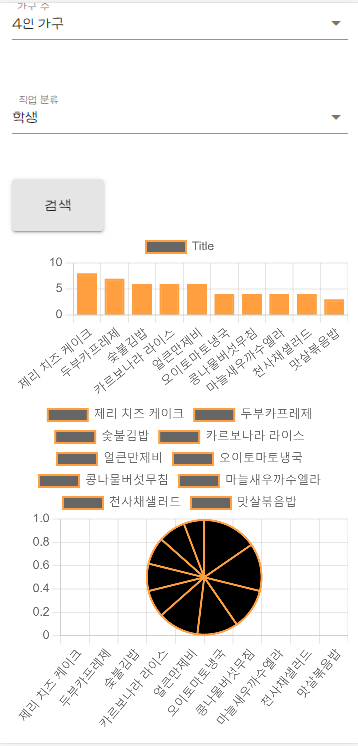 가구 수
4인 가구
직업 분류
학생
검색
Title
10
5
0
제리 치즈 케이크
두부카프레제
숯불김밥
카르보나라 라이스
얼큰만제비
오이토마토냉국
콩나물버섯무침
마늘새우까수엘라
천사채샐러드
맛살볶음밥
제리 치즈 케이크 두부카프레제
숯불김밥 카르보나라 라이스
얼큰만제비 오이토마토냉국
콩나물버섯무침 마늘새우까수엘라
천사채샐러드 맛살볶음밥
1.0
0.8
0.6
0.4
0.2
0
제리 치즈 케이크
두부카프레제
숯불김밥
카르보나라 라이스
얼큰만제비
오이토마토냉국
콩나물버섯무침
마늘새우까수엘라
천사채샐러드
맛살볶음밥